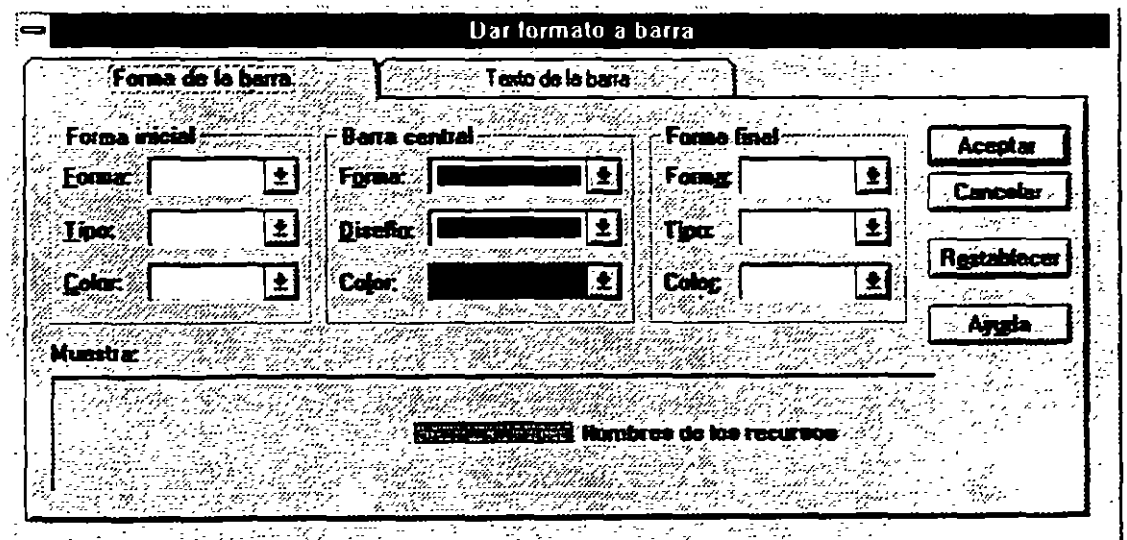 Dar formato a barra
Forma de la barra Texto de la barra
Forma inicial Barra central Forma final Aceptar
Forma: Forma: Forma: Cancelar
Tipo: Diseño: Tipo: Restablecer
Color: Color: Color: Ayuda
Muestra:
Nombres de los recursos